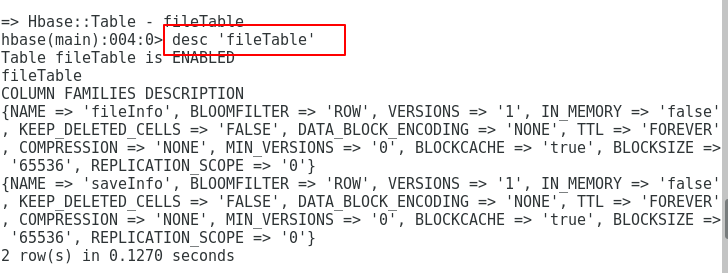 => Hbase::Table - fileTable
hbase(main):004:0> desc 'fileTable'
Table fileTable is ENABLED
fileTable
COLUMN FAMILIES DESCRIPTION
{NAME => 'fileInfo', BLOOMFILTER => 'ROW', VERSIONS => '1', IN_MEMORY => 'false'
, KEEP_DELETED_CELLS => 'FALSE', DATA_BLOCK_ENCODING => 'NONE', TTL => 'FOREVER'
, COMPRESSION => 'NONE', MIN_VERSIONS => '0', BLOCKCACHE => 'true', BLOCKSIZE =>
'65536', REPLICATION_SCOPE => '0'}
{NAME => 'saveInfo', BLOOMFILTER => 'ROW', VERSIONS => '1', IN_MEMORY => 'false'
, KEEP_DELETED_CELLS => 'FALSE', DATA_BLOCK_ENCODING => 'NONE', TTL => 'FOREVER'
, COMPRESSION => 'NONE', MIN_VERSIONS => '0', BLOCKCACHE => 'true', BLOCKSIZE =>
'65536', REPLICATION_SCOPE => '0'}
2 row(s) in 0.1270 seconds